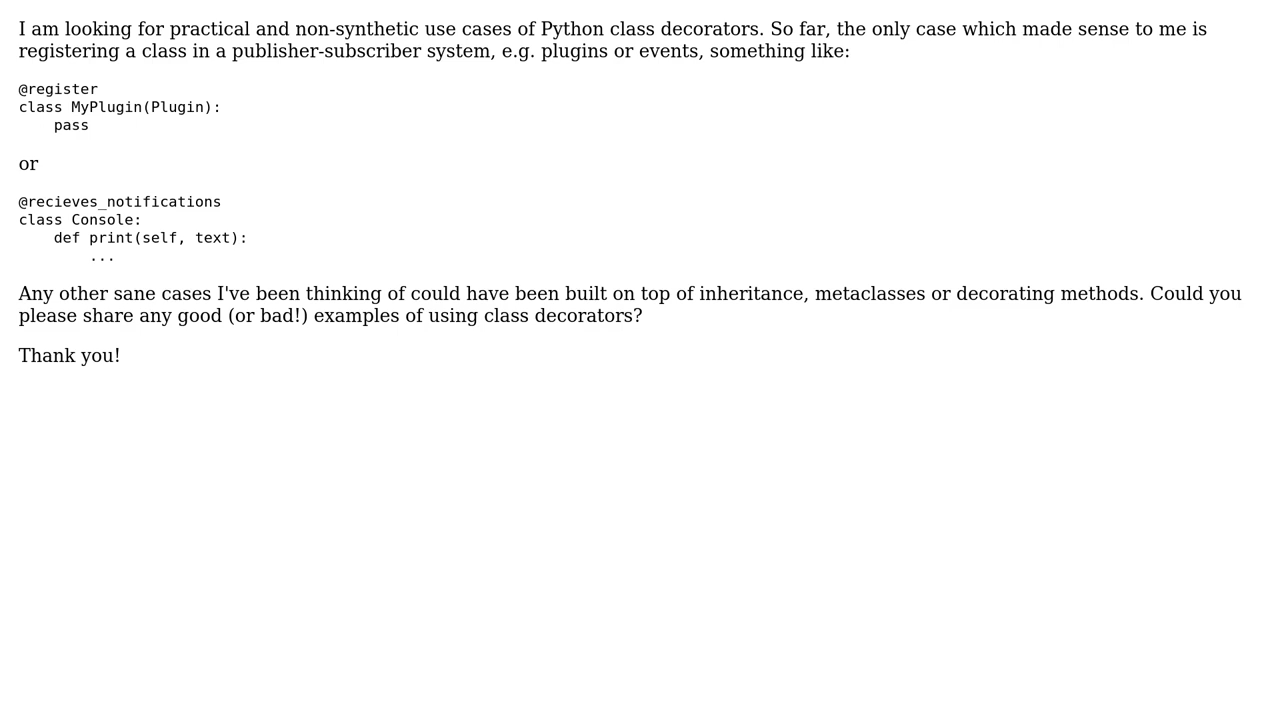 I am looking for practical and non-synthetic use cases of Python class decorators. So far, the only case which made sense to me is
registering a class in a publisher-subscriber system, e.g. plugins or events, something like:
@register
class MyPlugin(Plugin):
    pass
or
@recieves_notifications
class Console:
    def print(self, text):
        ...
Any other sane cases I've been thinking of could have been built on top of inheritance, metaclasses or decorating methods. Could you
please share any good (or bad!) examples of using class decorators?
Thank you!